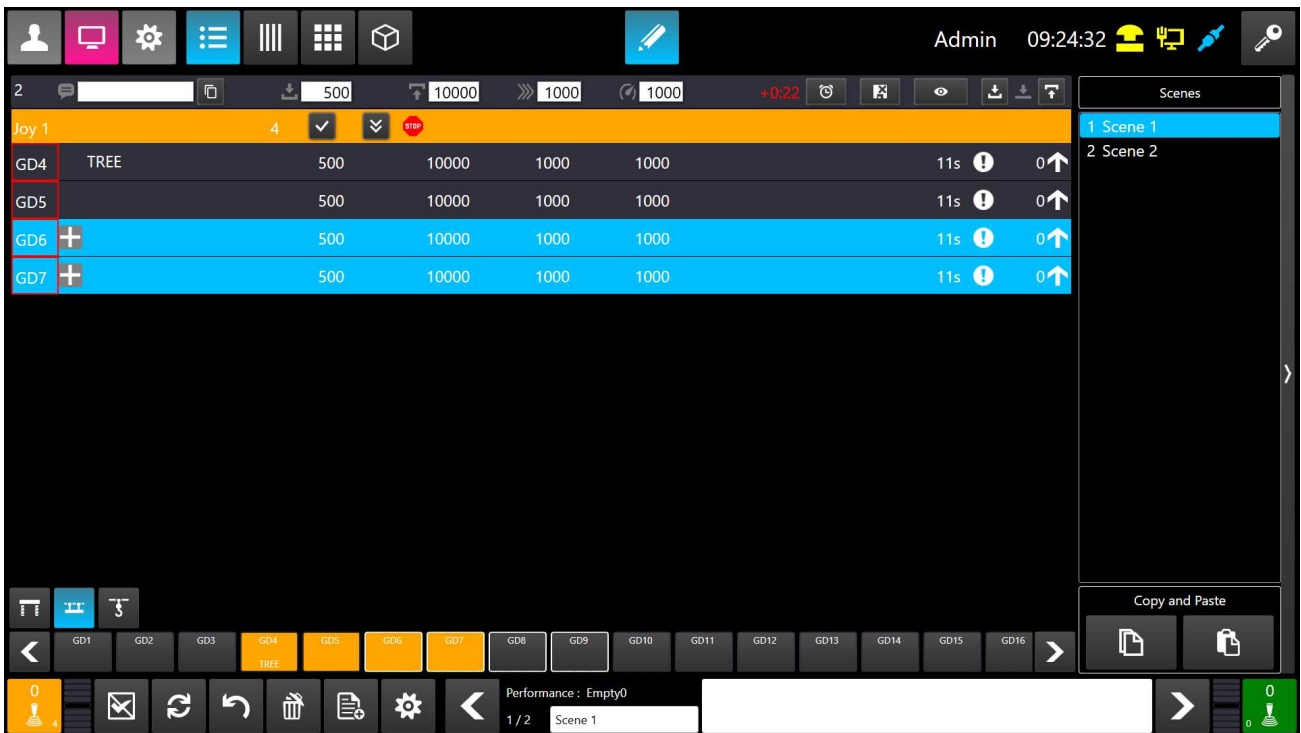 Admin 09:24:32
2 500 10000 1000 1000 +0:22
Scenes
Joy 1 4 STOP
1 Scene 1
GD4 TREE 500 10000 1000 1000 11s 0
2 Scene 2
GD5 500 10000 1000 1000 11s 0
GD6 500 10000 1000 1000 11s 0
GD7 500 10000 1000 1000 11s 0
Copy and Paste
GD1 GD2 GD3 GD4 GD5 GD6 GD7 GD8 GD9 GD10 GD11 GD12 GD13 GD14 GD15 GD16
TREE
0 Performance : Empty0 0
4 1 / 2 Scene 1 0